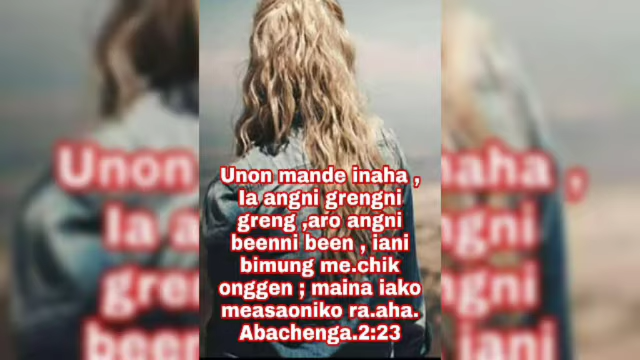 Unon mande inaha ,
Ia angni grengni
greng ,aro angni
beenni been , iani
bimung me.chik
onggen ; maina iako
measaoniko ra.aha.
Abachenga.2:23